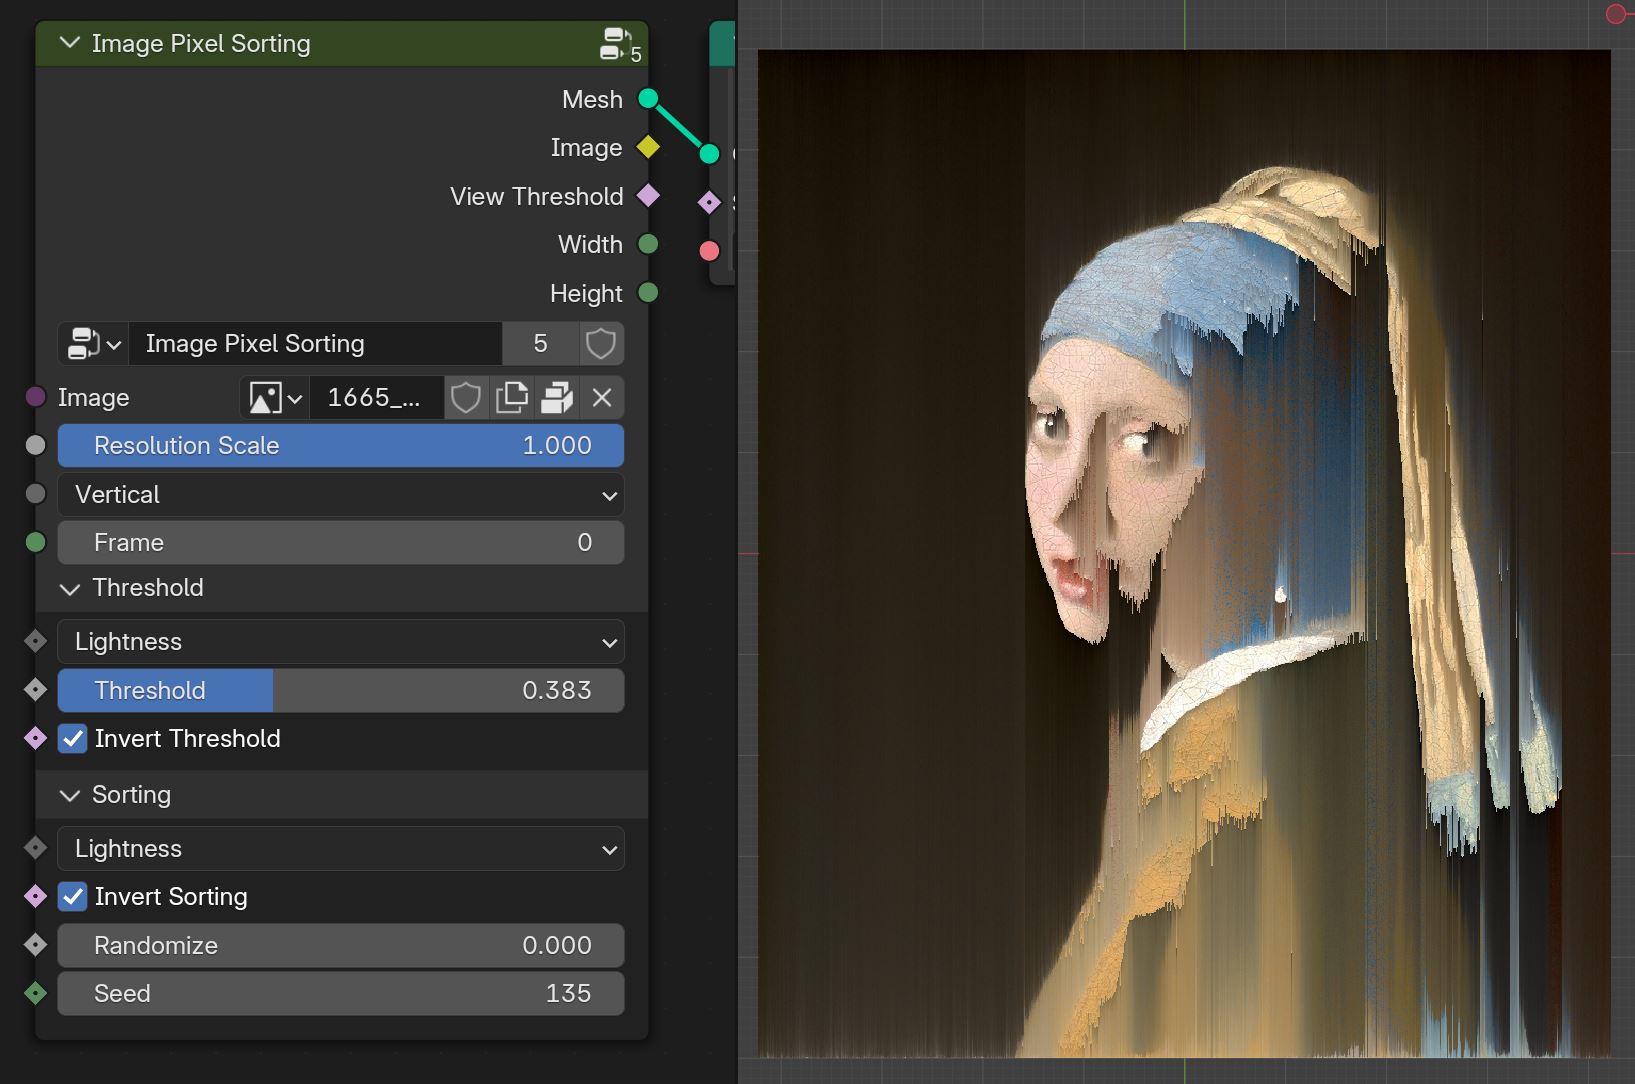 Image Pixel Sorting
5
Mesh
Image
View Threshold
Width
Height
Image Pixel Sorting 5
Image 1665_...
Resolution Scale 1.000
Vertical
Frame 0
Threshold
Lightness
Threshold 0.383
Invert Threshold
Sorting
Lightness
Invert Sorting
Randomize 0.000
Seed 135